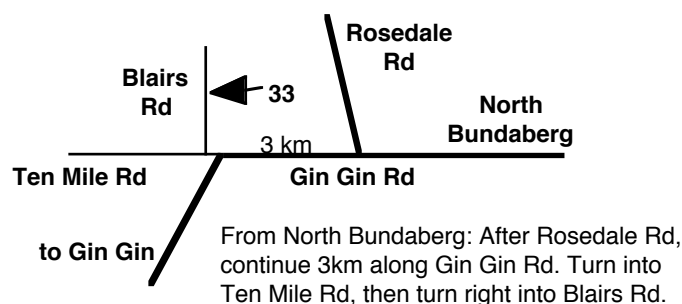 Rosedale
Rd
Blairs
Rd
33
North
Bundaberg
3 km
Ten Mile Rd
Gin Gin Rd
to Gin Gin
From North Bundaberg: After Rosedale Rd,
continue 3km along Gin Gin Rd. Turn into
Ten Mile Rd, then turn right into Blairs Rd.